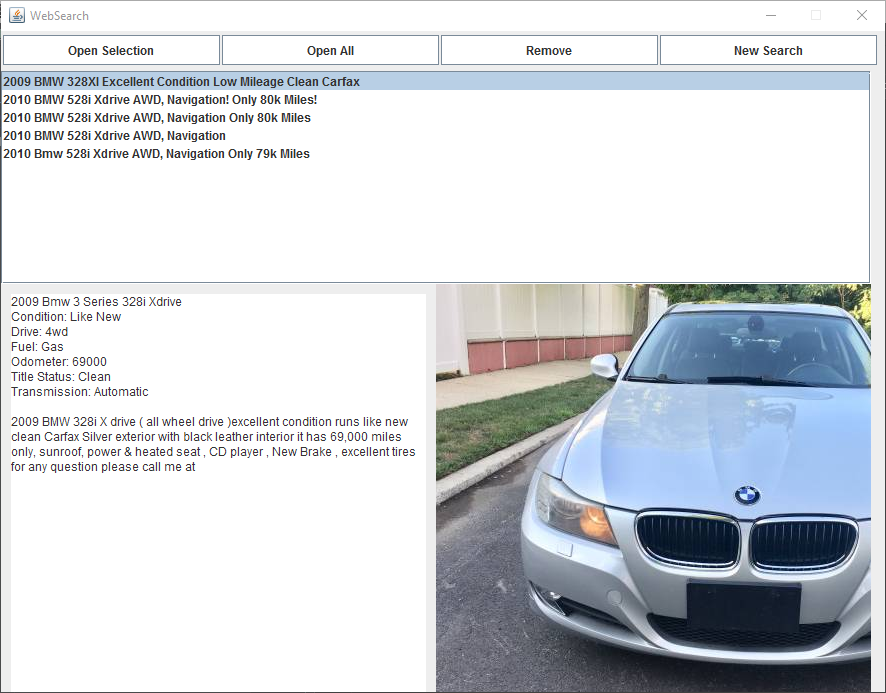 WebSearch
Open Selection Open All Remove New Search
2009 BMW 328XI Excellent Condition Low Mileage Clean Carfax
2010 BMW 528i Xdrive AWD, Navigation! Only 80k Miles!
2010 BMW 528i Xdrive AWD, Navigation Only 80k Miles
2010 BMW 528i Xdrive AWD, Navigation
2010 Bmw 528i Xdrive AWD, Navigation Only 79k Miles
2009 Bmw 3 Series 328i Xdrive
Condition: Like New
Drive: 4wd
Fuel: Gas
Odometer: 69000
Title Status: Clean
Transmission: Automatic
2009 BMW 328i X drive ( all wheel drive )excellent condition runs like new
clean Carfax Silver exterior with black leather interior it has 69,000 miles
only, sunroof, power & heated seat , CD player , New Brake , excellent tires
for any question please call me at